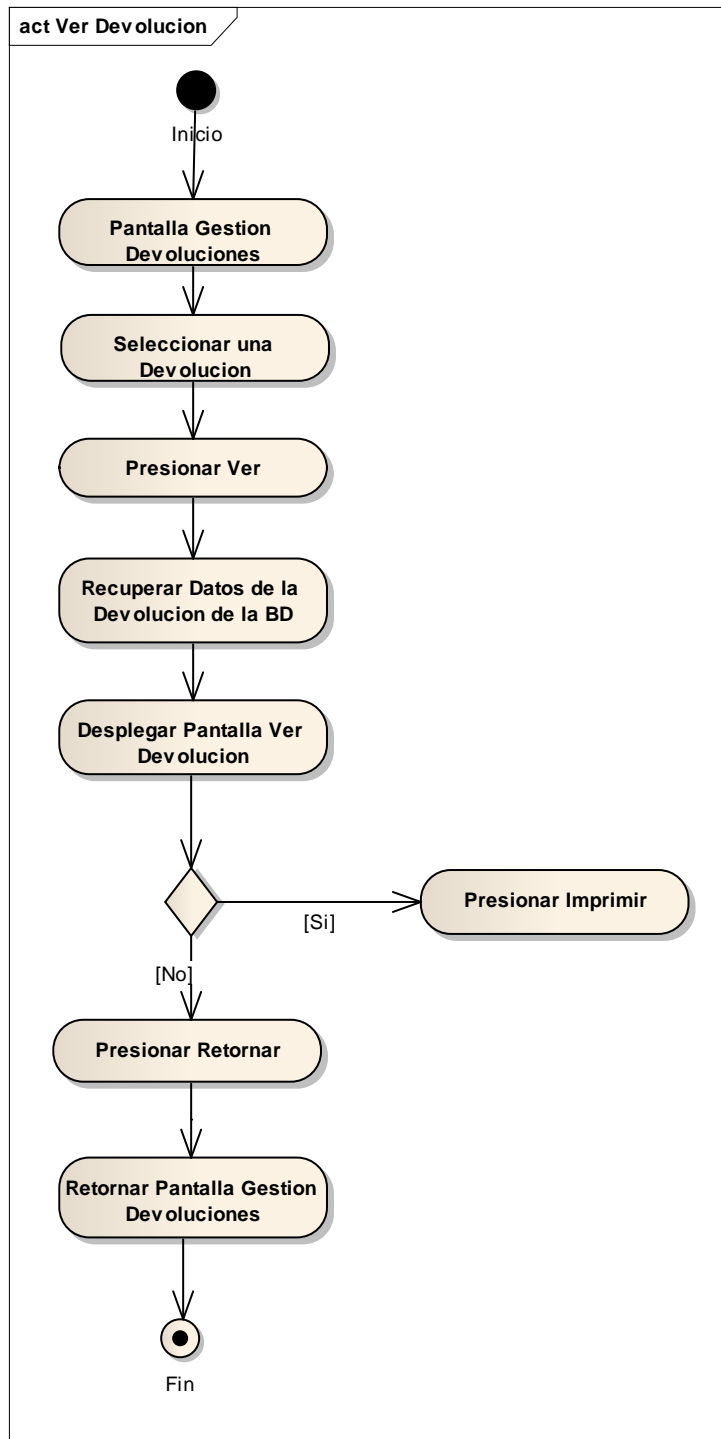 act Ver Devolucion
Inicio
Pantalla Gestion
Devoluciones
Seleccionar una
Devolucion
Presionar Ver
Recuperar Datos de la
Devolucion de la BD
Desplegar Pantalla Ver
Devolucion
Presionar Imprimir
[Si]
[No]
Presionar Retornar
Retornar Pantalla Gestion
Devoluciones
Fin